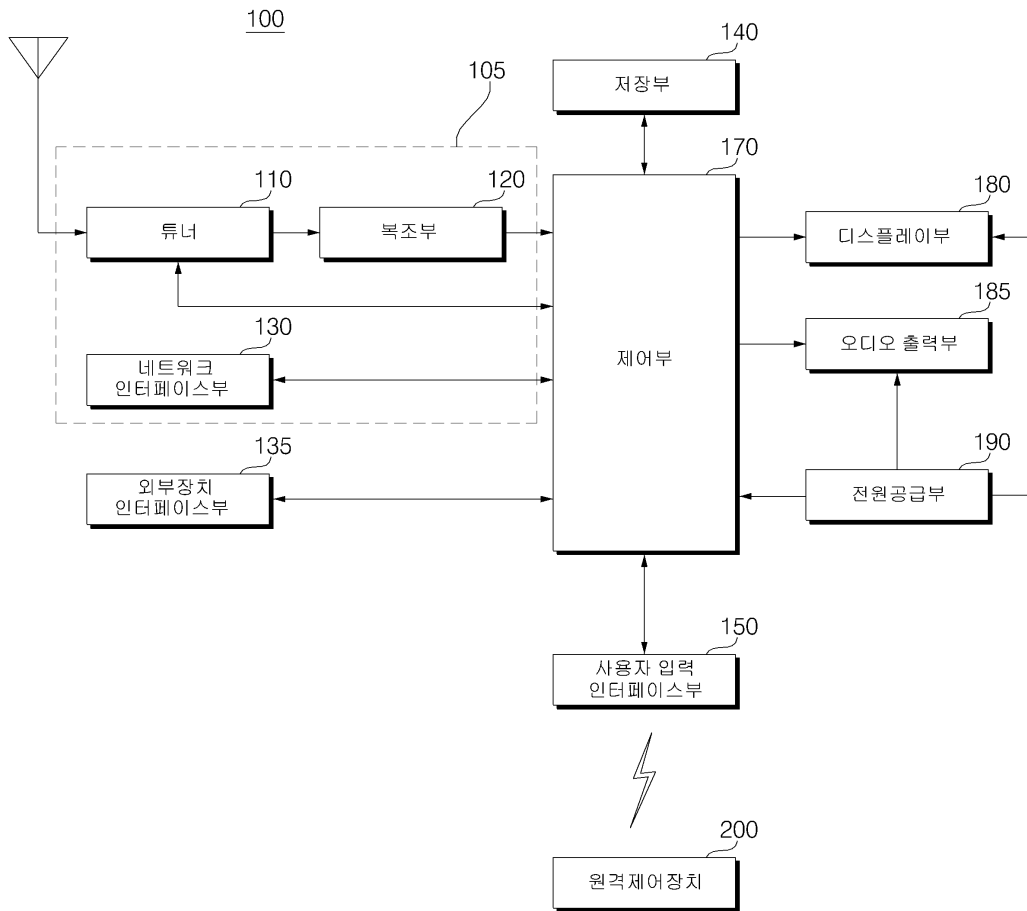 100
140
저장부
105
170
110
튜너
120
복조부
180
디스플레이부
185
오디오 출력부
제어부
130
네트워크
인터페이스부
135
외부장치
인터페이스부
190
전원공급부
150
사용자 입력
인터페이스부
200
원격제어장치